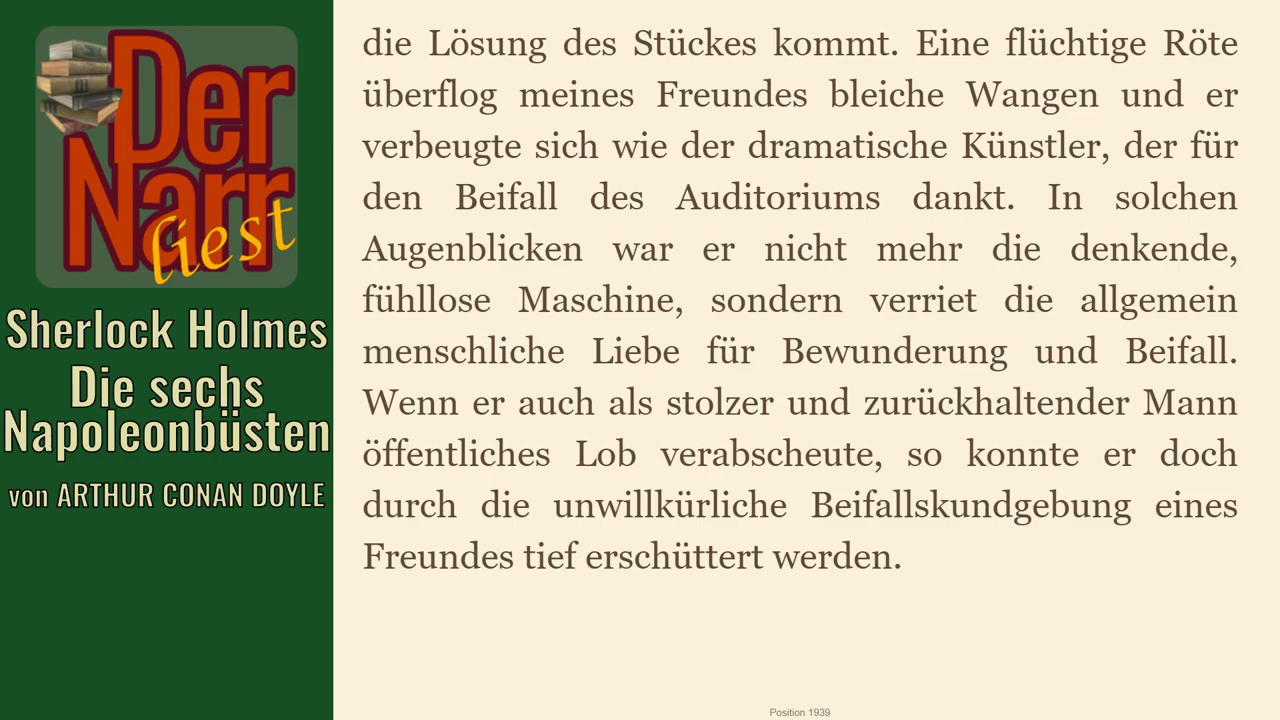 Der
Narr
liest
Sherlock Holmes
Die sechs
Napoleonbüsten
von ARTHUR CONAN DOYLE
die Lösung des Stückes kommt. Eine flüchtige Röte
überflog meines Freundes bleiche Wangen und er
verbeugte sich wie der dramatische Künstler, der für
den Beifall des Auditoriums dankt. In solchen
Augenblicken war er nicht mehr die denkende,
fühllose Maschine, sondern verriet die allgemein
menschliche Liebe für Bewunderung und Beifall.
Wenn er auch als stolzer und zurückhaltender Mann
öffentliches Lob verabscheute, so konnte er doch
durch die unwillkürliche Beifallskundgebung eines
Freundes tief erschüttert werden.
Position 1939